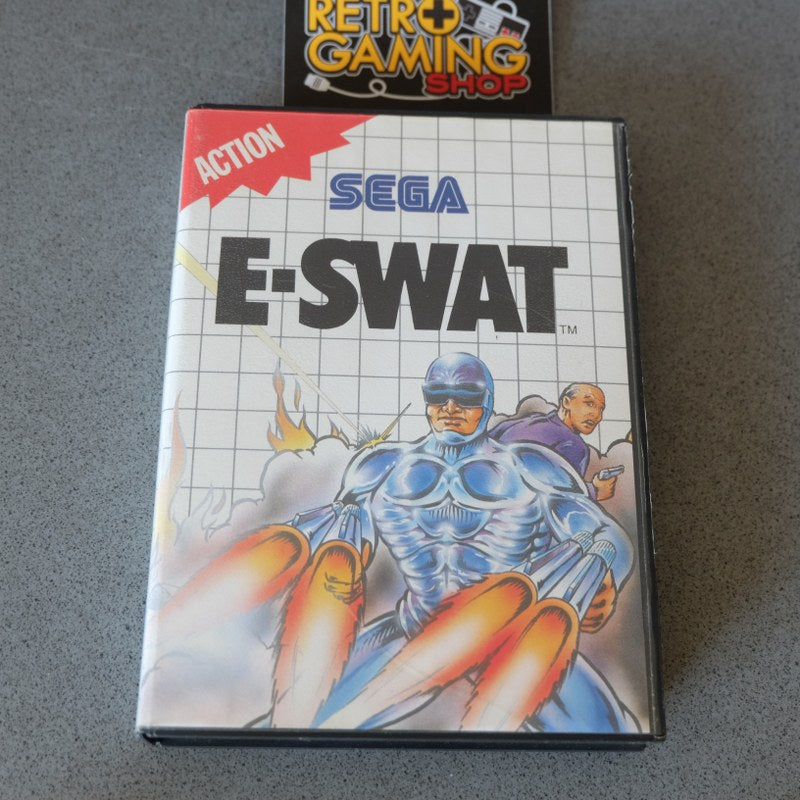 RETRO
GAMING
SHOP
ACTION
SEGA
E-SWAT
TM